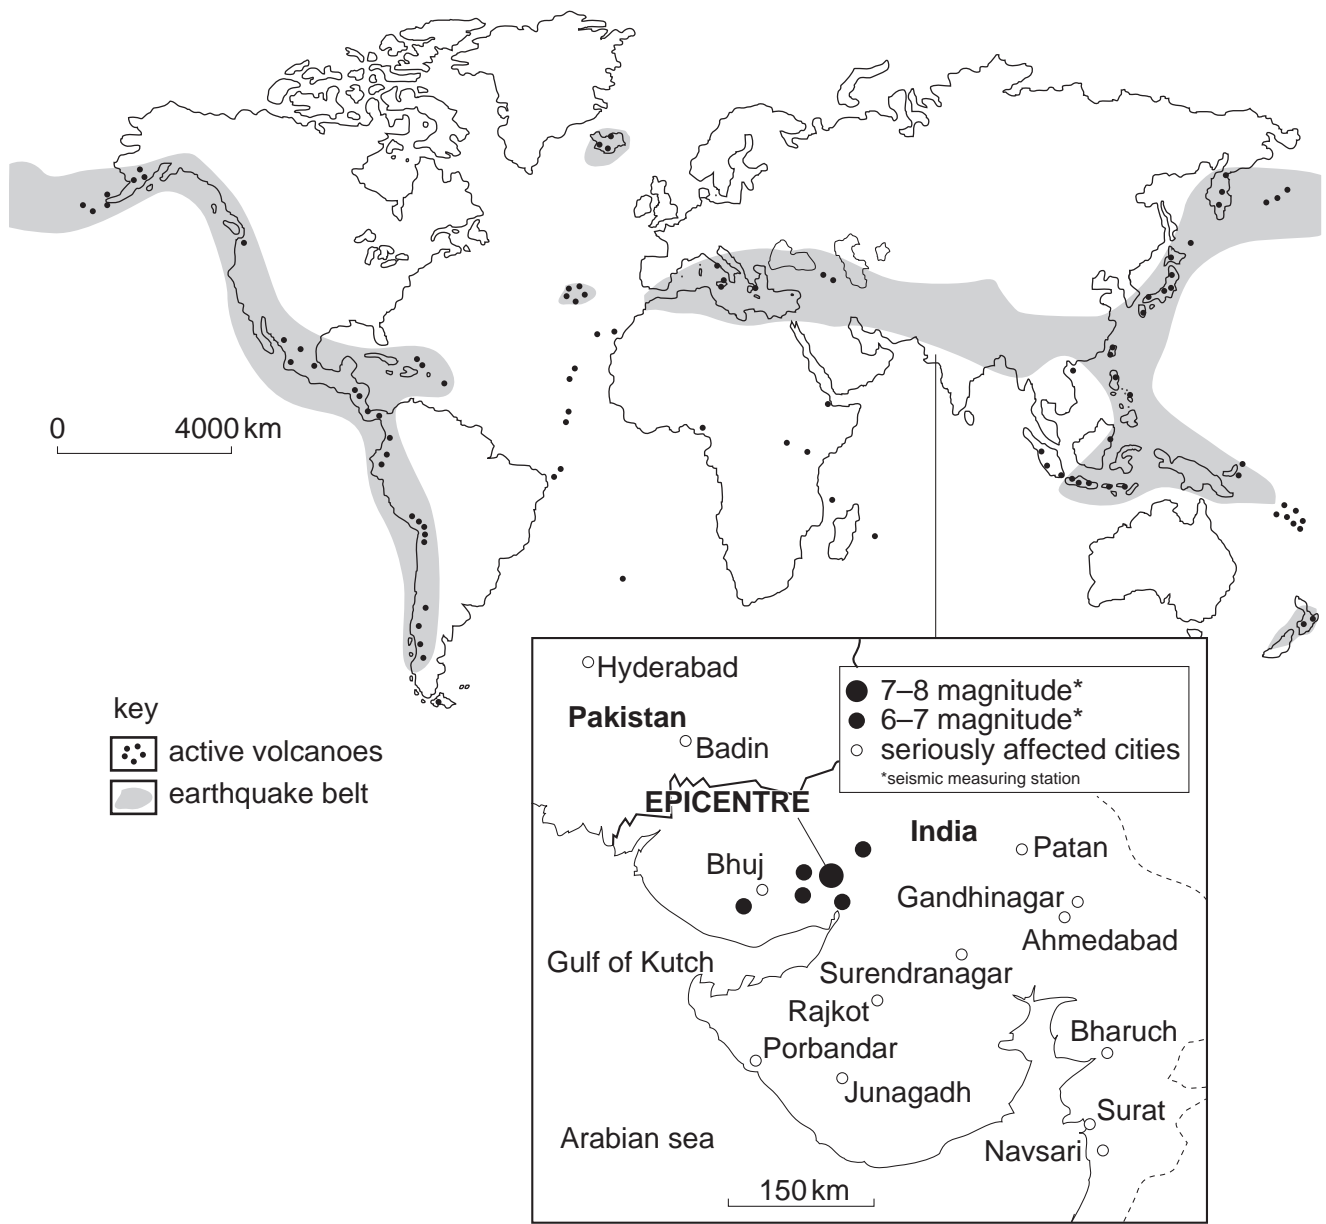 0 4000 km
key
active volcanoes
earthquake belt
Hyderabad
Pakistan
Badin
7–8 magnitude*
6–7 magnitude*
seriously affected cities
*seismic measuring station
EPICENTRE
India
Patan
Bhuj
Gandhinagar
Ahmedabad
Gulf of Kutch
Surendranagar
Rajkot
Bharuch
Porbandar
Junagadh
Surat
Arabian sea
Navsari
150 km